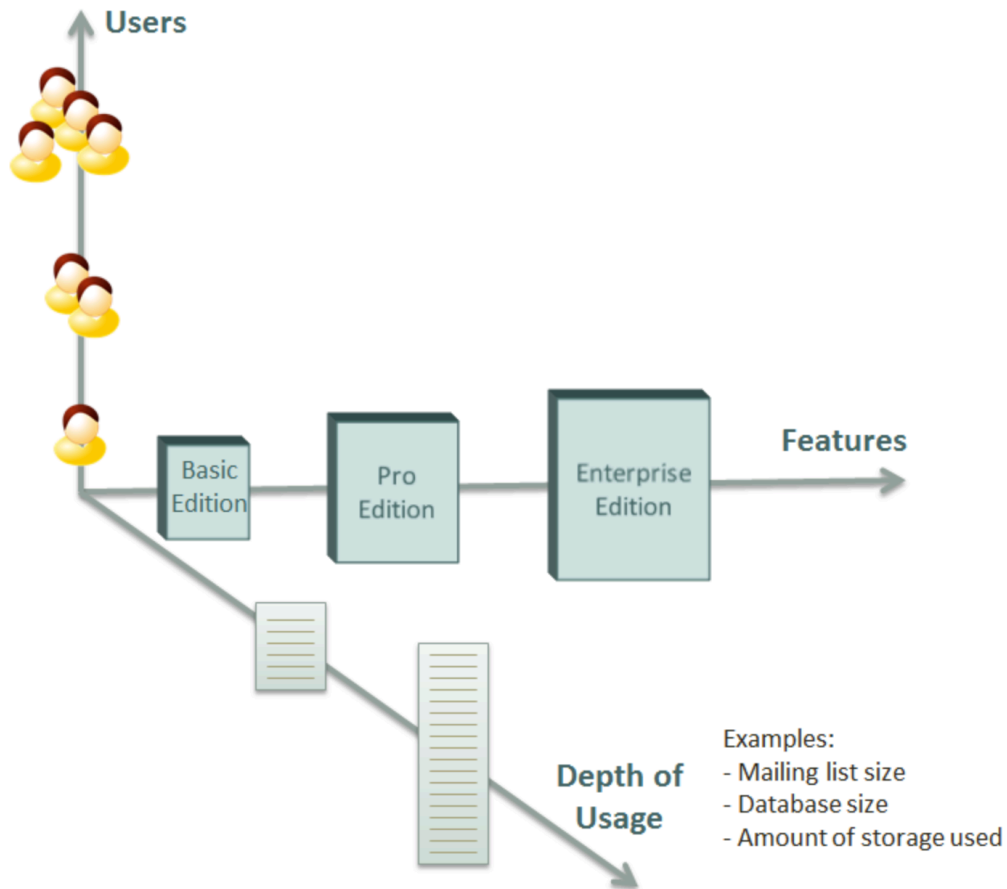 Users
Basic
Edition
Pro
Edition
Enterprise
Edition
Features
Depth of
Usage
Examples:
- Mailing list size
- Database size
- Amount of storage used